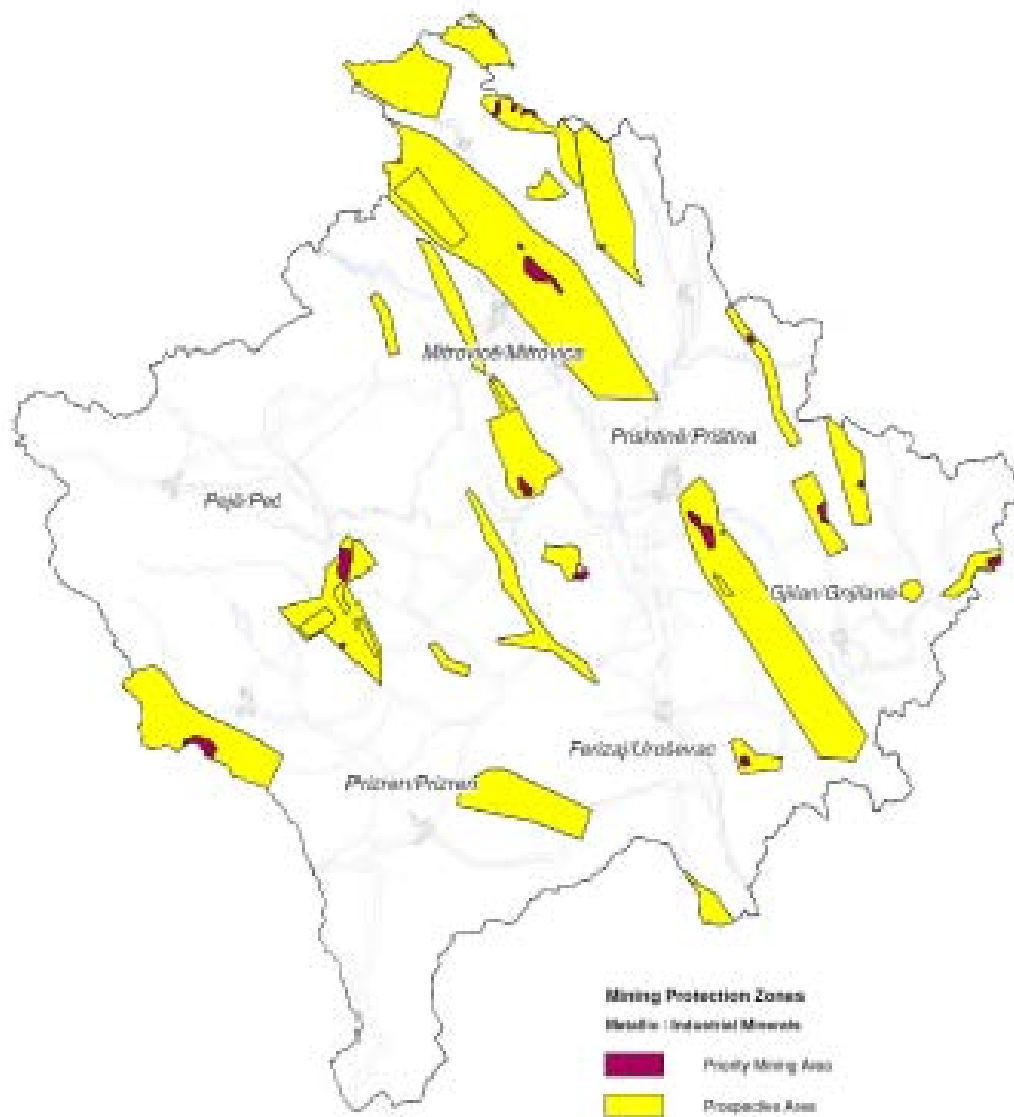 Mitrovicë/Mitrovica
Prishtinë/Priština
Pejë/Peć
Gjilan/Gnjilane
Ferizaj/Uroševac
Prizren/Prizren
Mining Protection Zones
Metallic : Industrial Minerals
Priority Mining Area
Prospective Area